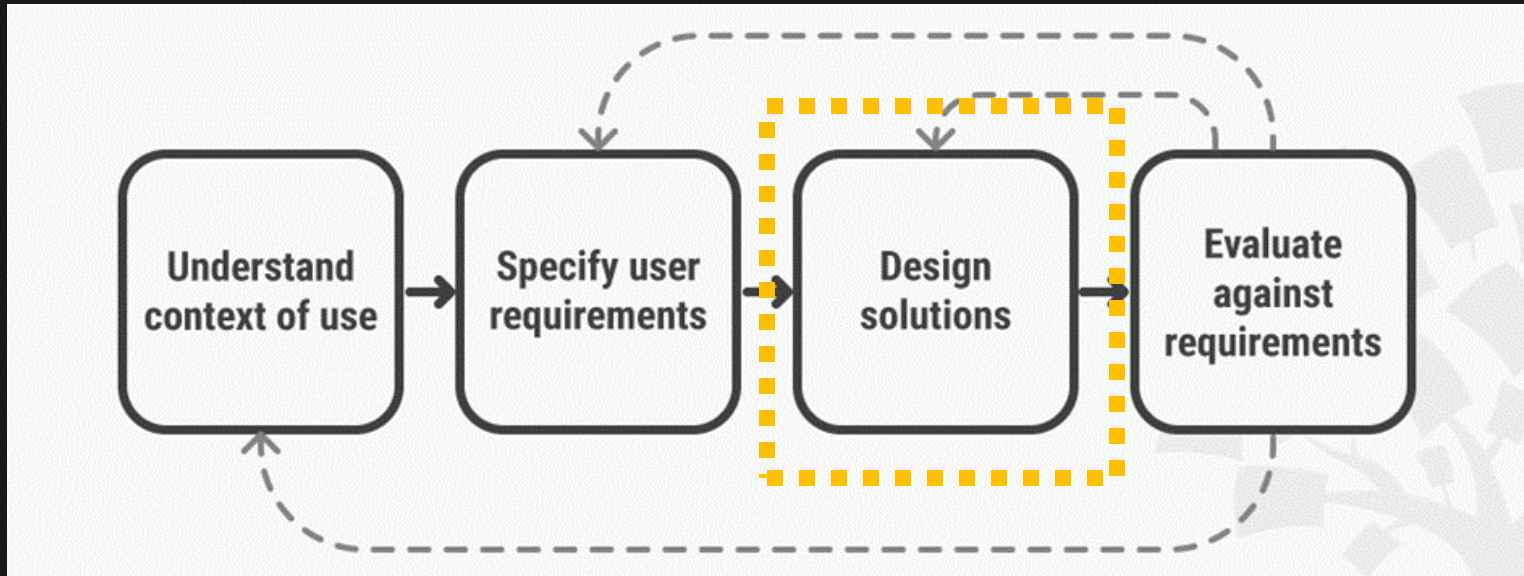 Understand
context of use
Specify user
requirements
Design
solutions
Evaluate
against
requirements